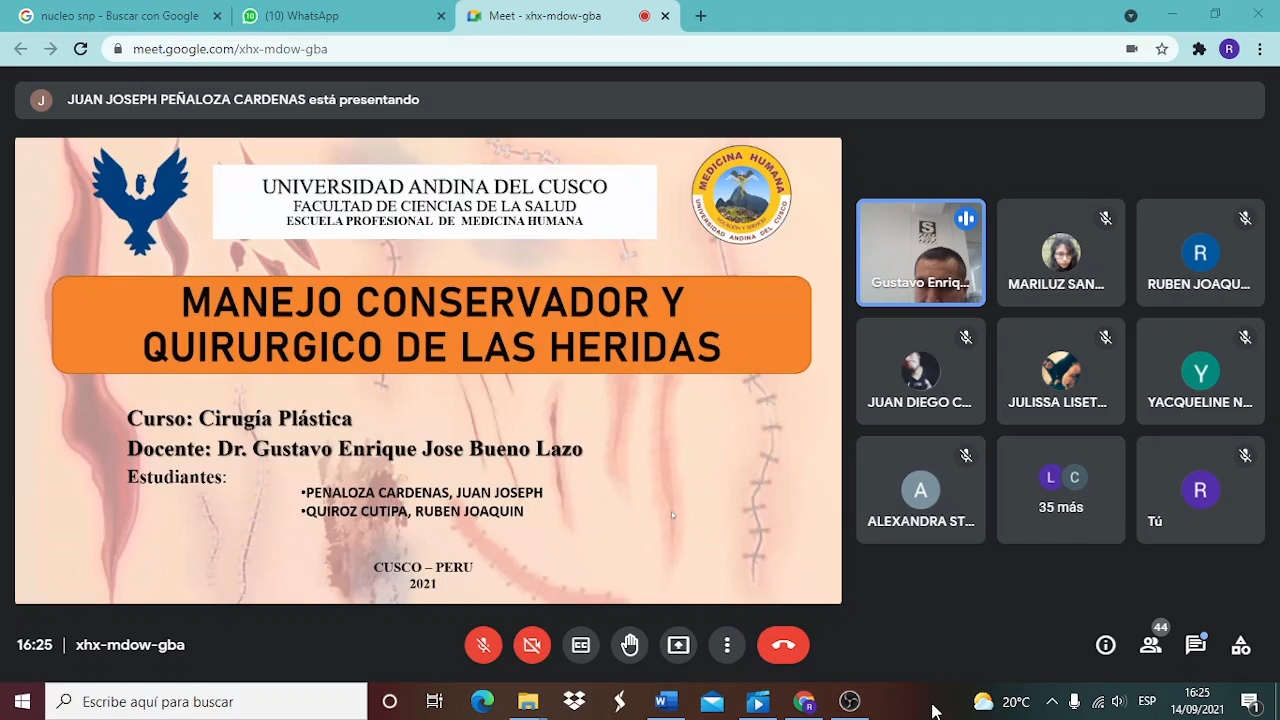 nucleo snp - Buscar con Google
(10) WhatsApp
Meet - xhx-mdow-gba
meet.google.com/xhx-mdow-gba
R
J
JUAN JOSEPH PEÑALOZA CARDENAS está presentando
UNIVERSIDAD ANDINA DEL CUSCO
FACULTAD DE CIENCIAS DE LA SALUD
ESCUELA PROFESIONAL DE MEDICINA HUMANA
MEDICINA HUMANA
UNIVERSIDAD ANDINA DEL CUSCO
MANEJO CONSERVADOR Y
QUIRURGICO DE LAS HERIDAS
Curso: Cirugía Plástica
Docente: Dr. Gustavo Enrique Jose Bueno Lazo
Estudiantes:
•PENALOZA CARDENAS, JUAN JOSEPH
•QUIROZ CUTIPA, RUBEN JOAQUIN
CUSCO – PERU
2021
S
Gustavo Enriq...
MARILUZ SAN...
R
RUBEN JOAQU...
JUAN DIEGO C...
JULISSA LISET...
Y
YACQUELINE N...
A
ALEXANDRA ST...
L C
35 más
R
Tú
16:25 | xhx-mdow-gba
44
Escribe aquí para buscar
20°C
ESP
16:25
14/09/2021
1